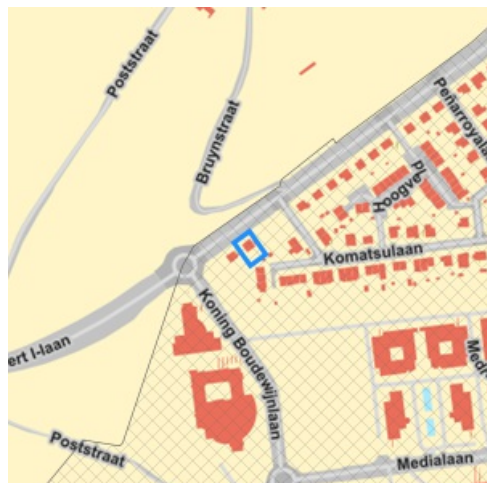 Poststraat
Bruynstraat
Peñarroyala
Hoogve
Pl
Komatsulaan
Koning Boudewijnlaan
ert I-laan
Medi
Poststraat
Medialaan